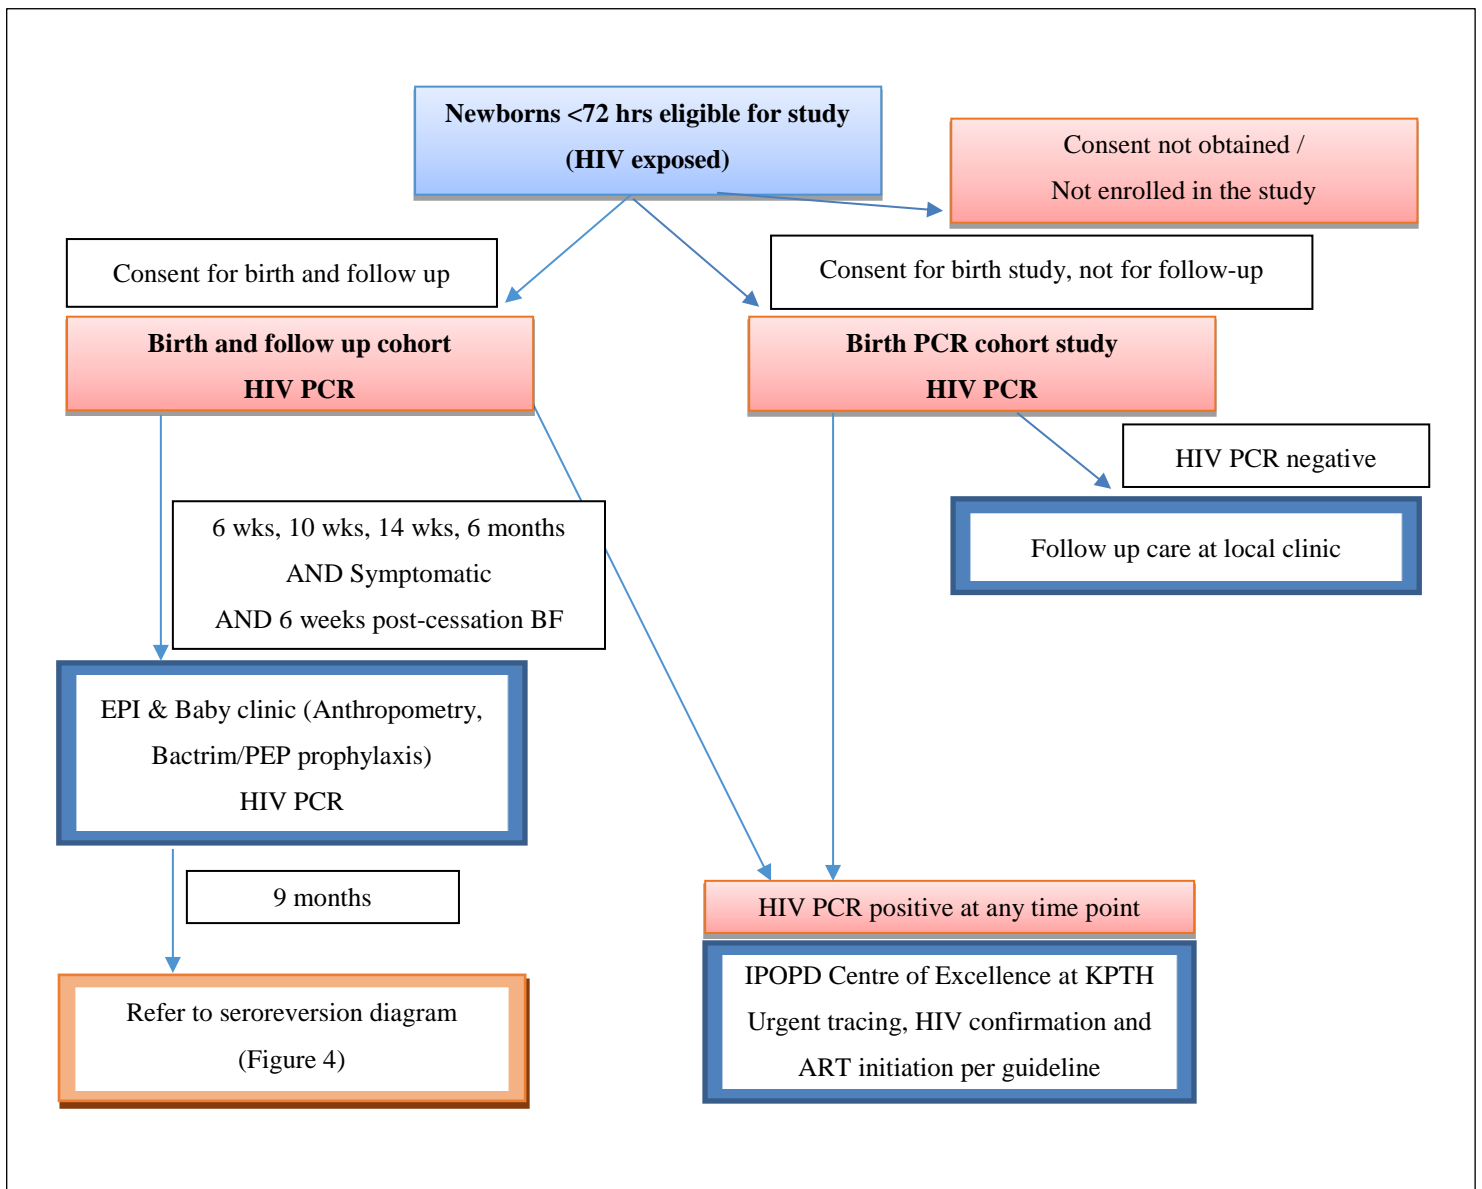 Newborns <72 hrs eligible for study
(HIV exposed)
Consent not obtained /
Not enrolled in the study
Consent for birth and follow up
Consent for birth study, not for follow-up
Birth and follow up cohort
HIV PCR
Birth PCR cohort study
HIV PCR
HIV PCR negative
6 wks, 10 wks, 14 wks, 6 months
AND Symptomatic
AND 6 weeks post-cessation BF
Follow up care at local clinic
EPI & Baby clinic (Anthropometry,
Bactrim/PEP prophylaxis)
HIV PCR
9 months
HIV PCR positive at any time point
Refer to seroreversion diagram
(Figure 4)
IPOPD Centre of Excellence at KPTH
Urgent tracing, HIV confirmation and
ART initiation per guideline